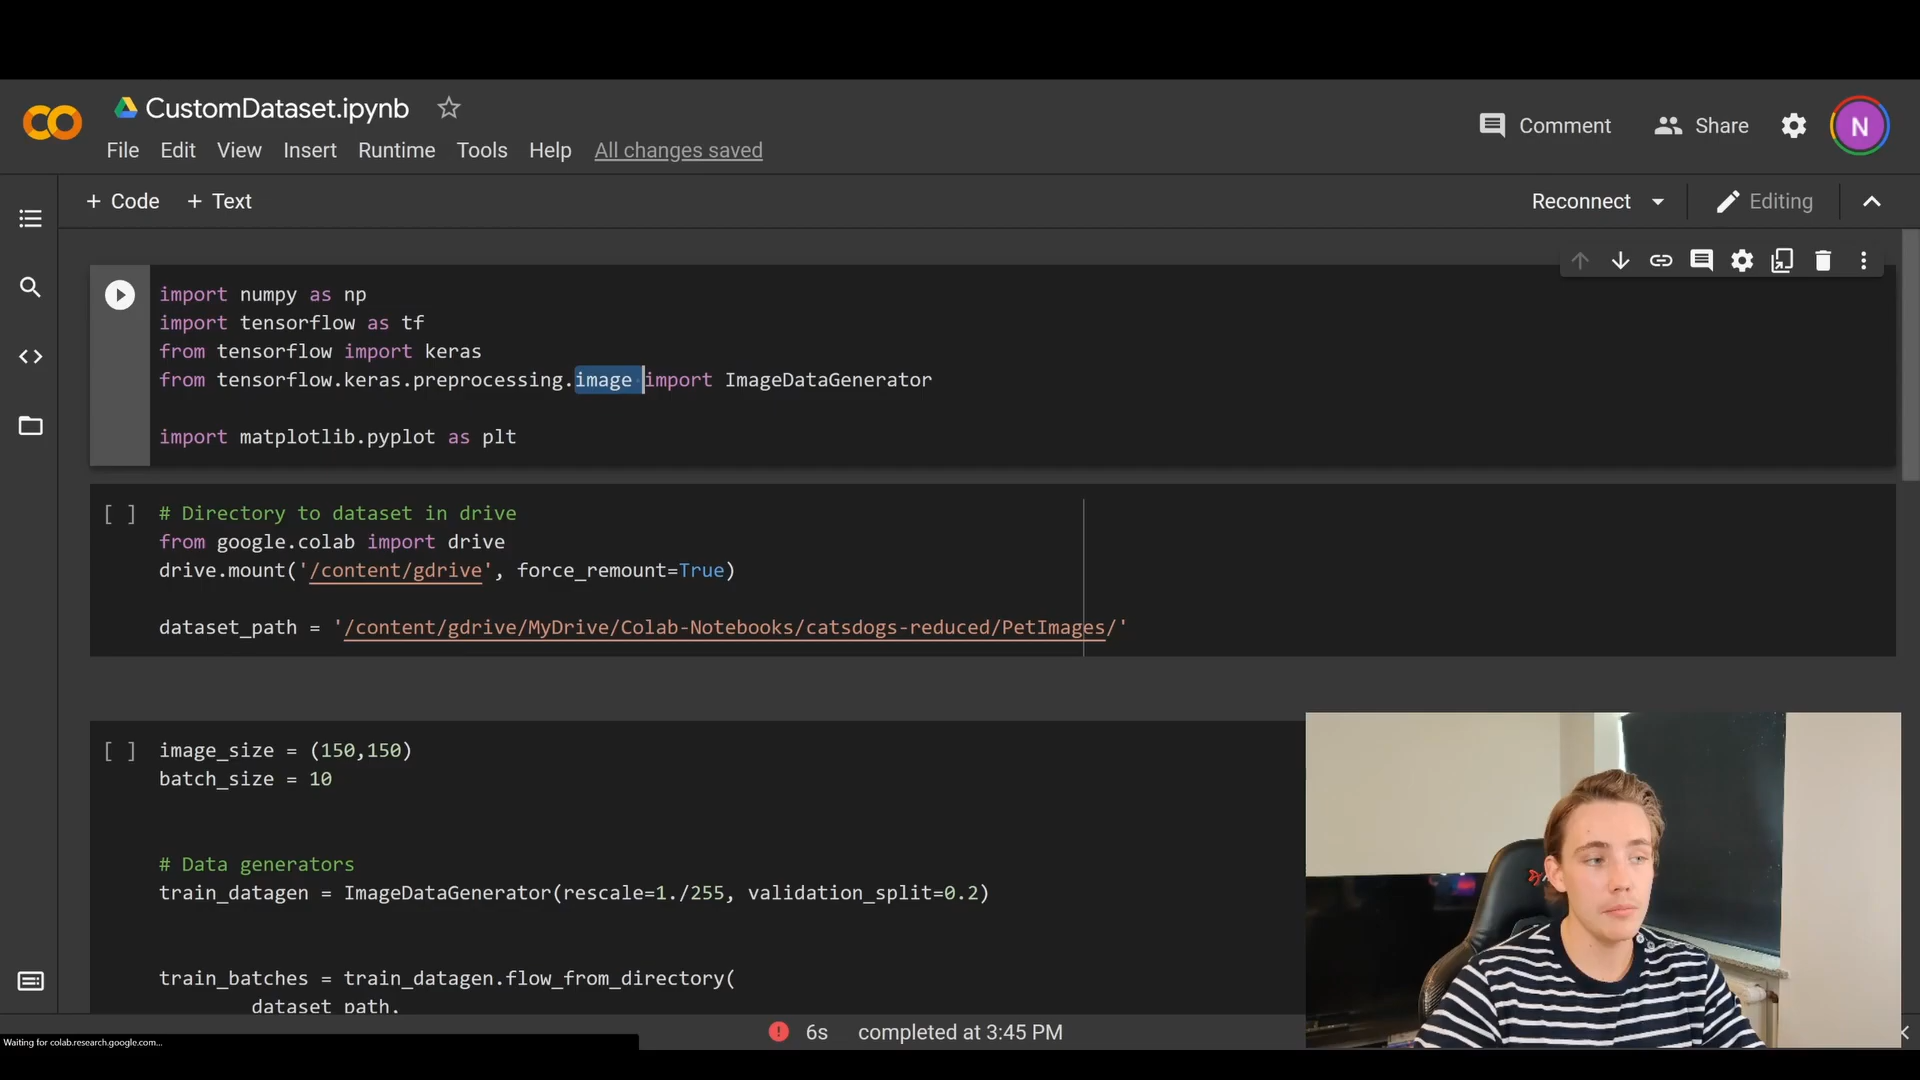 CustomDataset.ipynb
Comment
Share
N
File Edit View Insert Runtime Tools Help All changes saved
+ Code + Text
Reconnect
Editing
import numpy as np
import tensorflow as tf
from tensorflow import keras
from tensorflow.keras.preprocessing.image import ImageDataGenerator
import matplotlib.pyplot as plt
[ ] # Directory to dataset in drive
from google.colab import drive
drive.mount('/content/gdrive', force_remount=True)
dataset_path = '/content/gdrive/MyDrive/Colab-Notebooks/catsdogs-reduced/PetImages/'
[ ] image_size = (150,150)
batch_size = 10
# Data generators
train_datagen = ImageDataGenerator(rescale=1./255, validation_split=0.2)
train_batches = train_datagen.flow_from_directory(
dataset_path,
6s completed at 3:45 PM
Waiting for colab.research.google.com...